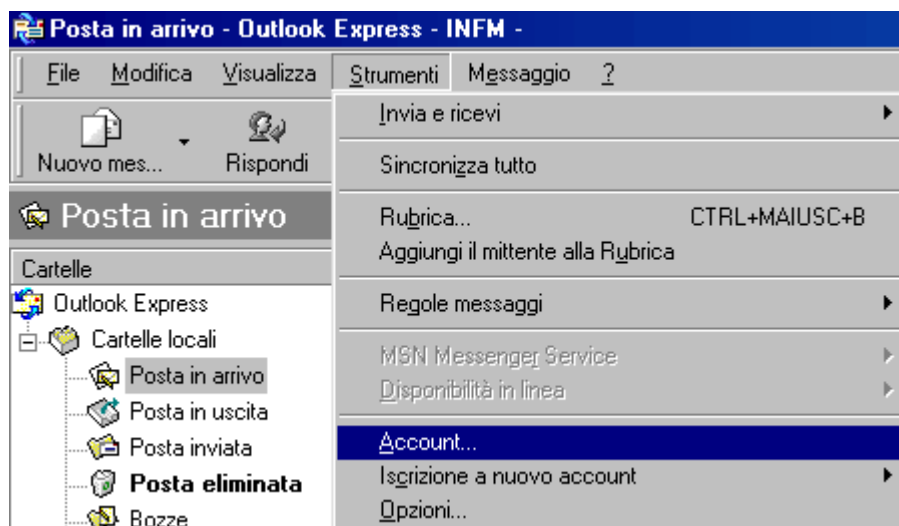 Posta in arrivo - Outlook Express - INFM -
File Modifica Visualizza Strumenti Messaggio ?
Nuovo mes... Rispondi
Posta in arrivo
Cartelle
Outlook Express
Cartelle locali
Posta in arrivo
Posta in uscita
Posta inviata
Posta eliminata
Bozze
Invia e ricevi
Sincronizza tutto
Rubrica... CTRL+MAIUSC+B
Aggiungi il mittente alla Rubrica
Regole messaggi
MSN Messenger Service
Disponibilità in linea
Account...
Iscrizione a nuovo account
Opzioni...